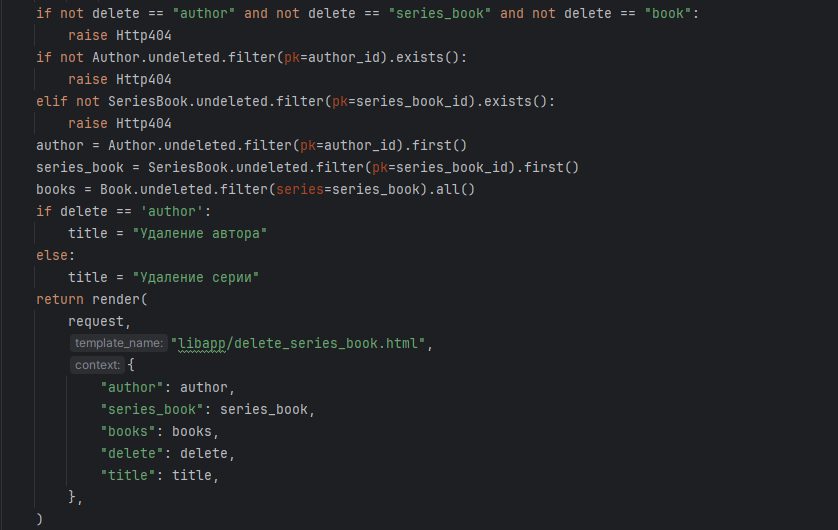 if not delete == "author" and not delete == "series_book" and not delete == "book":
raise Http404
if not Author.undeleted.filter(pk=author_id).exists():
raise Http404
elif not SeriesBook.undeleted.filter(pk=series_book_id).exists():
raise Http404
author = Author.undeleted.filter(pk=author_id).first()
series_book = SeriesBook.undeleted.filter(pk=series_book_id).first()
books = Book.undeleted.filter(series=series_book).all()
if delete == 'author':
title = "Удаление автора"
else:
title = "Удаление серии"
return render(
request,
template_name: "libapp/delete_series_book.html",
context: {
"author": author,
"series_book": series_book,
"books": books,
"delete": delete,
"title": title,
},
)